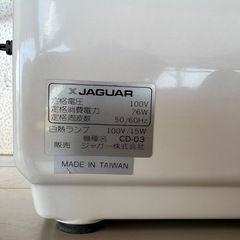 JAGUAR
定格電圧 100V
定格消費電力 76W
定格周波数 50/60Hz
白熱ランプ 100V/15W
機種名 CD-03
販売 ジャガー株式会社
MADE IN TAIWAN